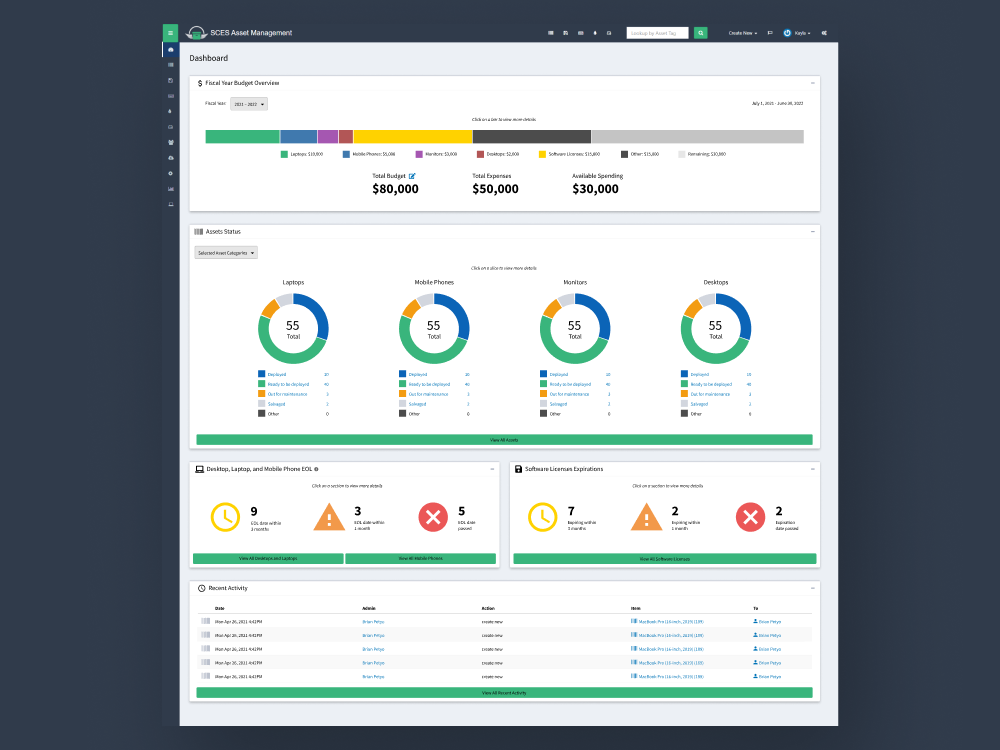 SCES Asset Management
Lookup by Asset Tag
Create New
Kayla
Dashboard
$ Fiscal Year Budget Overview
Fiscal Year: 2021 - 2022
July 1, 2021 - June 30, 2022
Click on a bar to view more details
Laptops: $10,000 Mobile Phones: $5,000 Monitors: $3,000 Desktops: $2,000 Software Licenses: $15,000 Other: $15,000 Remaining: $30,000
Total Budget Total Expenses Available Spending
$80,000 $50,000 $30,000
Assets Status
Selected Asset Categories
Click on a slice to view more details
Laptops Mobile Phones Monitors Desktops
55 55 55 55
Total Total Total Total
Deployed 10 Deployed 10 Deployed 10 Deployed 10
Ready to be deployed 40 Ready to be deployed 40 Ready to be deployed 40 Ready to be deployed 40
Out for maintenance 3 Out for maintenance 3 Out for maintenance 3 Out for maintenance 3
Salvaged 2 Salvaged 2 Salvaged 2 Salvaged 2
Other 0 Other 0 Other 0 Other 0
View All Assets
Desktop, Laptop, and Mobile Phone EOL
Click on a section to view more details
9
EOL date within
3 months
3
EOL date within
1 month
5
EOL date
passed
View All Desktops and Laptops View All Mobile Phones
Software Licenses Expirations
Click on a section to view more details
7
Expiring within
3 months
2
Expiring within
1 months
2
Expiration
date passed
View All Software Licenses
Recent Activity
Date Admin Action Item To
Mon Apr 26, 2021 4:42PM Brian Petyo create new MacBook Pro (16-inch, 2019) (199) Brian Petyo
Mon Apr 26, 2021 4:42PM Brian Petyo create new MacBook Pro (16-inch, 2019) (199) Brian Petyo
Mon Apr 26, 2021 4:42PM Brian Petyo create new MacBook Pro (16-inch, 2019) (199) Brian Petyo
Mon Apr 26, 2021 4:42PM Brian Petyo create new MacBook Pro (16-inch, 2019) (199) Brian Petyo
Mon Apr 26, 2021 4:42PM Brian Petyo create new MacBook Pro (16-inch, 2019) (199) Brian Petyo
View All Recent Activity